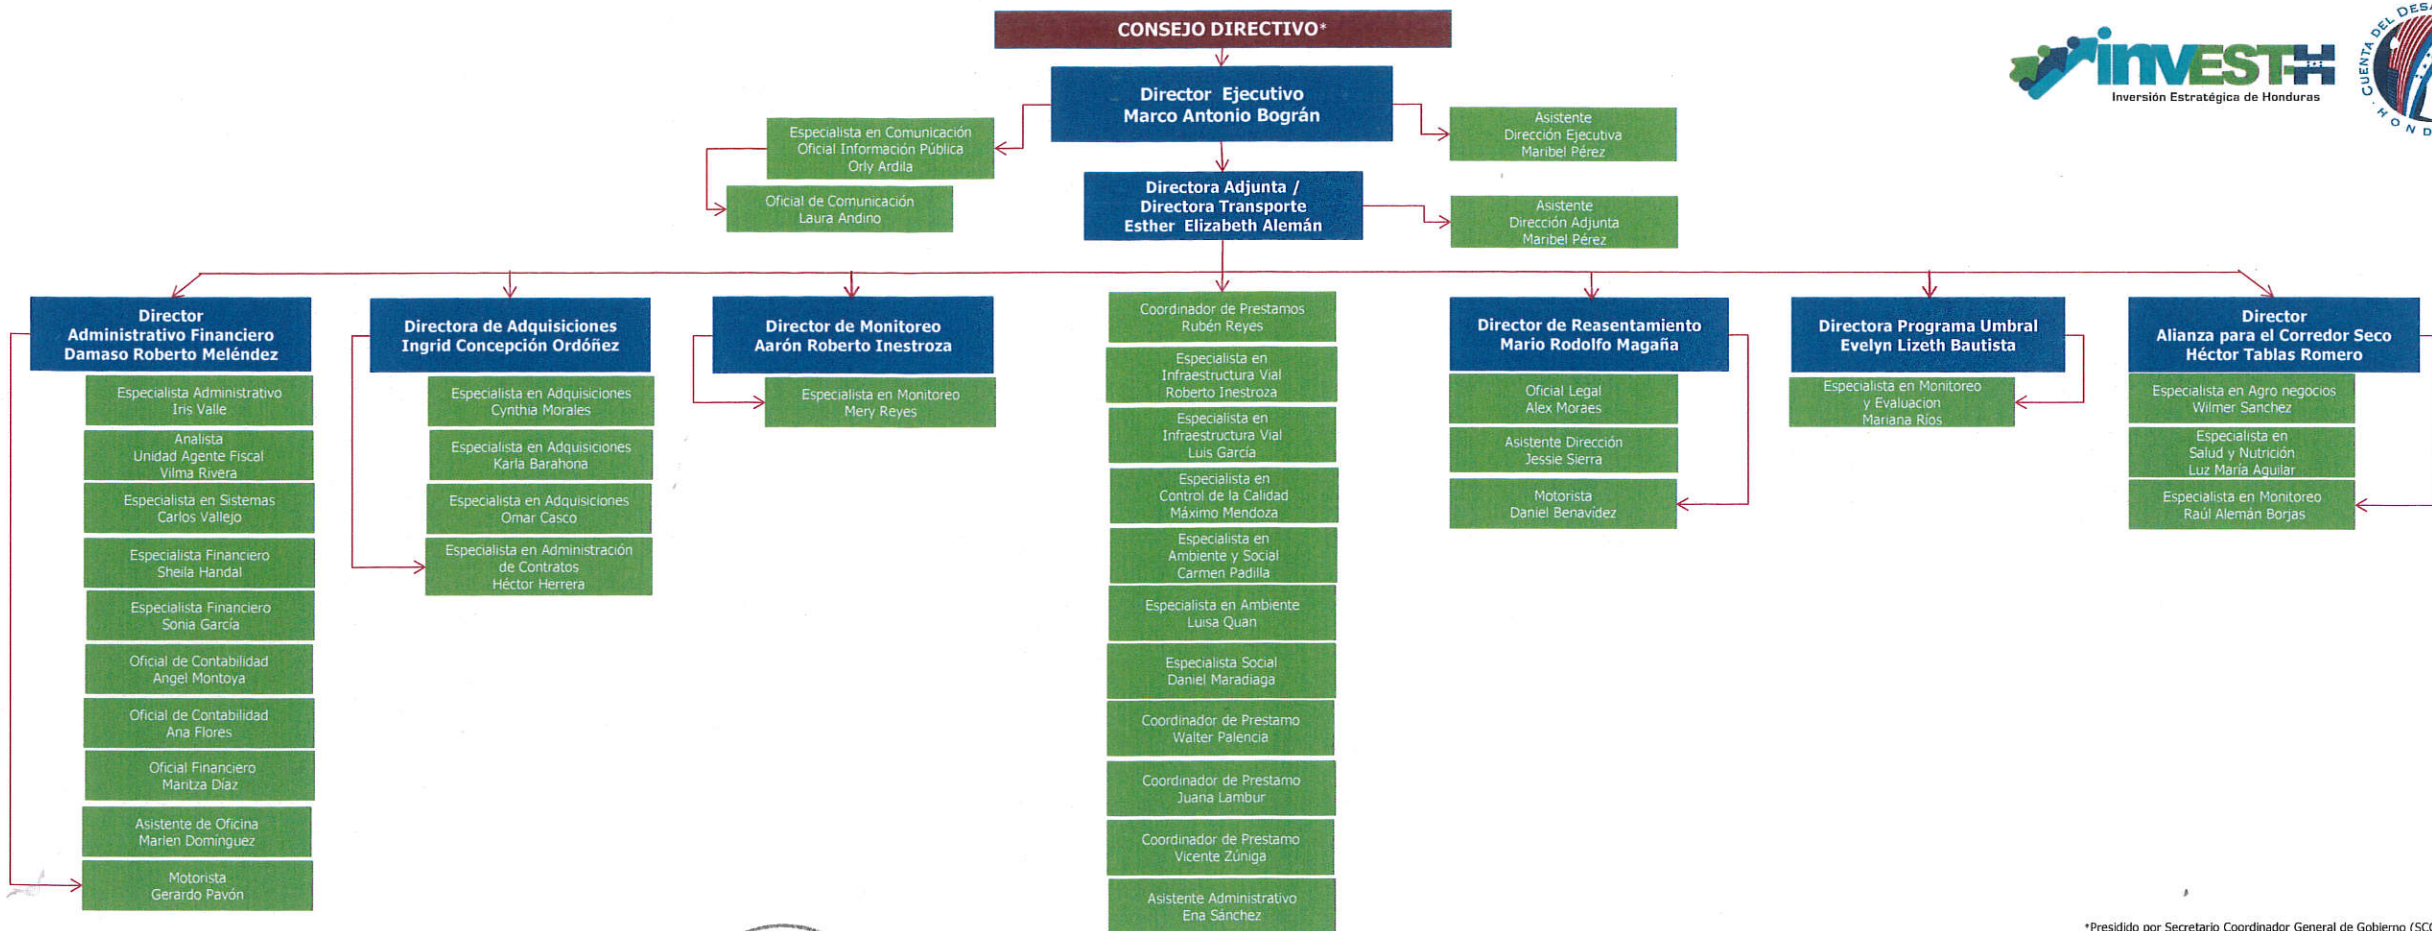 CONSEJO DIRECTIVO*
Director Ejecutivo
Marco Antonio Bográn
Especialista en Comunicación
Oficial Información Pública
Orly Ardila
Asistente
Dirección Ejecutiva
Maribel Pérez
Oficial de Comunicación
Laura Andino
Directora Adjunta /
Directora Transporte
Esther Elizabeth Alemán
Asistente
Dirección Adjunta
Maribel Pérez
invEST-H
Inversión Estratégica de Honduras
CUENTA DEL
Director
Administrativo Financiero
Damaso Roberto Meléndez
Especialista Administrativo
Iris Valle
Analista
Unidad Agente Fiscal
Vilma Rivera
Especialista en Sistemas
Carlos Vallejo
Especialista Financiero
Sheila Handal
Especialista Financiero
Sonia García
Oficial de Contabilidad
Angel Montoya
Oficial de Contabilidad
Ana Flores
Oficial Financiero
Maritza Díaz
Asistente de Oficina
Marlen Domínguez
Motorista
Gerardo Pavón
Directora de Adquisiciones
Ingrid Concepción Ordóñez
Especialista en Adquisiciones
Cynthia Morales
Especialista en Adquisiciones
Karla Barahona
Especialista en Adquisiciones
Omar Casco
Especialista en Administración
de Contratos
Héctor Herrera
Director de Monitoreo
Aarón Roberto Inestroza
Especialista en Monitoreo
Mery Reyes
Coordinador de Prestamos
Rubén Reyes
Especialista en
Infraestructura Vial
Roberto Inestroza
Especialista en
Infraestructura Vial
Luis García
Especialista en
Control de la Calidad
Máximo Mendoza
Especialista en
Ambiente y Social
Carmen Padilla
Especialista en Ambiente
Luisa Quan
Especialista Social
Daniel Maradiaga
Coordinador de Prestamo
Walter Palencia
Coordinador de Prestamo
Juana Lambur
Coordinador de Prestamo
Vicente Zúniga
Asistente Administrativo
Ena Sánchez
Director de Reasentamiento
Mario Rodolfo Magaña
Oficial Legal
Alex Moraes
Asistente Dirección
Jessie Sierra
Motorista
Daniel Benavídez
Directora Programa Umbral
Evelyn Lizeth Bautista
Especialista en Monitoreo
y Evaluacion
Mariana Ríos
Director
Alianza para el Corredor Seco
Héctor Tablas Romero
Especialista en Agro negocios
Wilmer Sanchez
Especialista en
Salud y Nutrición
Luz María Aguilar
Especialista en Monitoreo
Raúl Alemán Borjas
*Presidido por Secretario Coordinador General de Gobierno